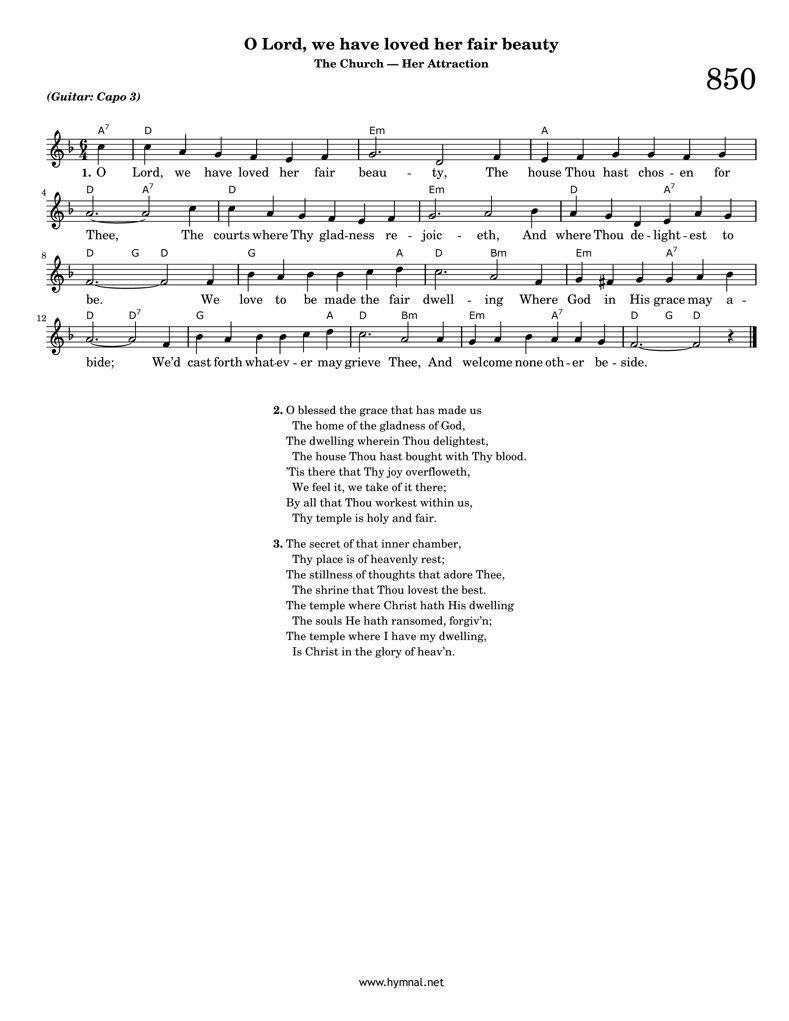 O Lord, we have loved her fair beauty
The Church — Her Attraction
850
(Guitar: Capo 3)
A7 D Em A
6 4
1. O Lord, we have loved her fair beau - ty, The house Thou hast chos - en for
4
D A7 D Em D A7
Thee, The courts where Thy glad-ness re - joic - eth, And where Thou de - light - est to
8
D G D G A D Bm Em A7
be. We love to be made the fair dwell - ing Where God in His grace may a -
12
D D7 G A D Bm Em A7 D G D
bide; We'd cast forth what-ev - er may grieve Thee, And welcome none oth - er be - side.
2. O blessed the grace that has made us
The home of the gladness of God,
The dwelling wherein Thou delightest,
The house Thou hast bought with Thy blood.
'Tis there that Thy joy overfloweth,
We feel it, we take of it there;
By all that Thou workest within us,
Thy temple is holy and fair.
3. The secret of that inner chamber,
Thy place is of heavenly rest;
The stillness of thoughts that adore Thee,
The shrine that Thou lovest the best.
The temple where Christ hath His dwelling
The souls He hath ransomed, forgiv'n;
The temple where I have my dwelling,
Is Christ in the glory of heav'n.
www.hymnal.net